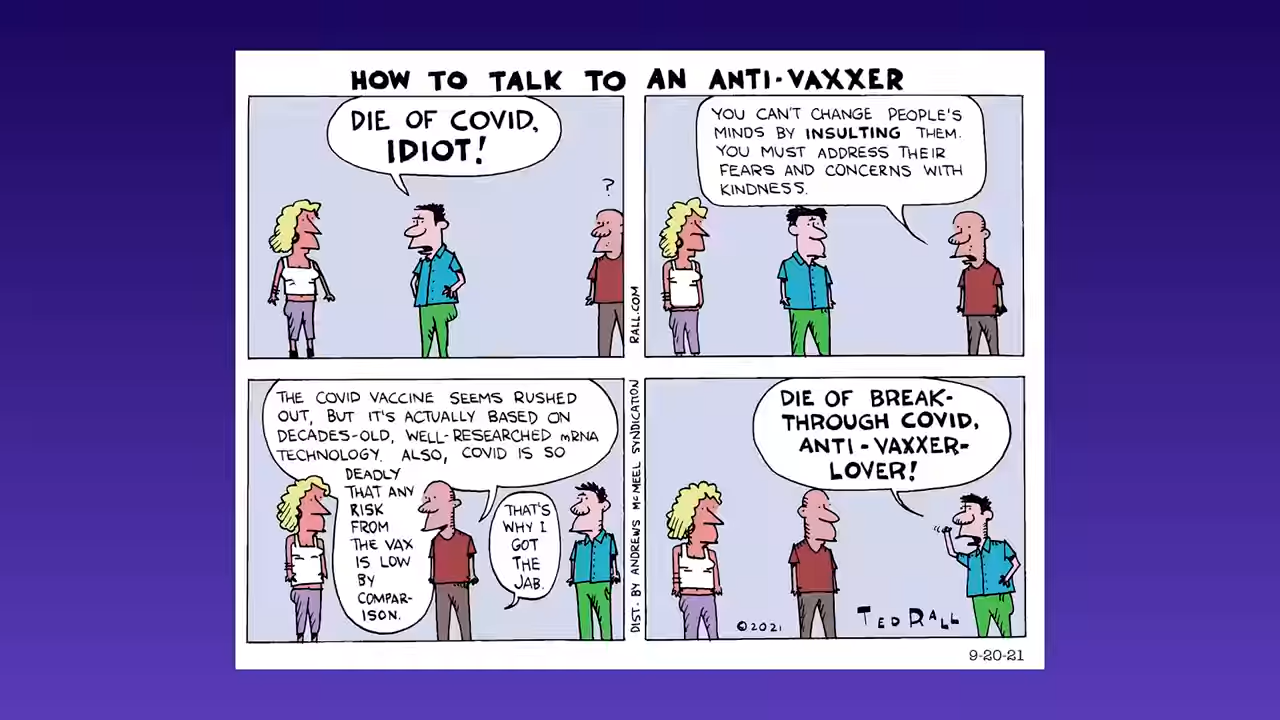 HOW TO TALK TO AN ANTI-VAXXER
DIE OF COVID,
IDIOT!
?
YOU CAN'T CHANGE PEOPLE'S
MINDS BY INSULTING THEM.
YOU MUST ADDRESS THEIR
FEARS AND CONCERNS WITH
KINDNESS.
RALL.COM
THE COVID VACCINE SEEMS RUSHED
OUT, BUT IT'S ACTUALLY BASED ON
DECADES-OLD, WELL-RESEARCHED mRNA
TECHNOLOGY. ALSO, COVID IS SO
DEADLY
THAT ANY
RISK
FROM
THE VAX
IS LOW
BY
COMPAR-
ISON.
THAT'S
WHY I
GOT
THE
JAB.
DIST. BY ANDREWS McMEEL SYNDICATION
DIE OF BREAK-
THROUGH COVID,
ANTI-VAXXER-
LOVER!
©2021
TED RALL
9-20-21